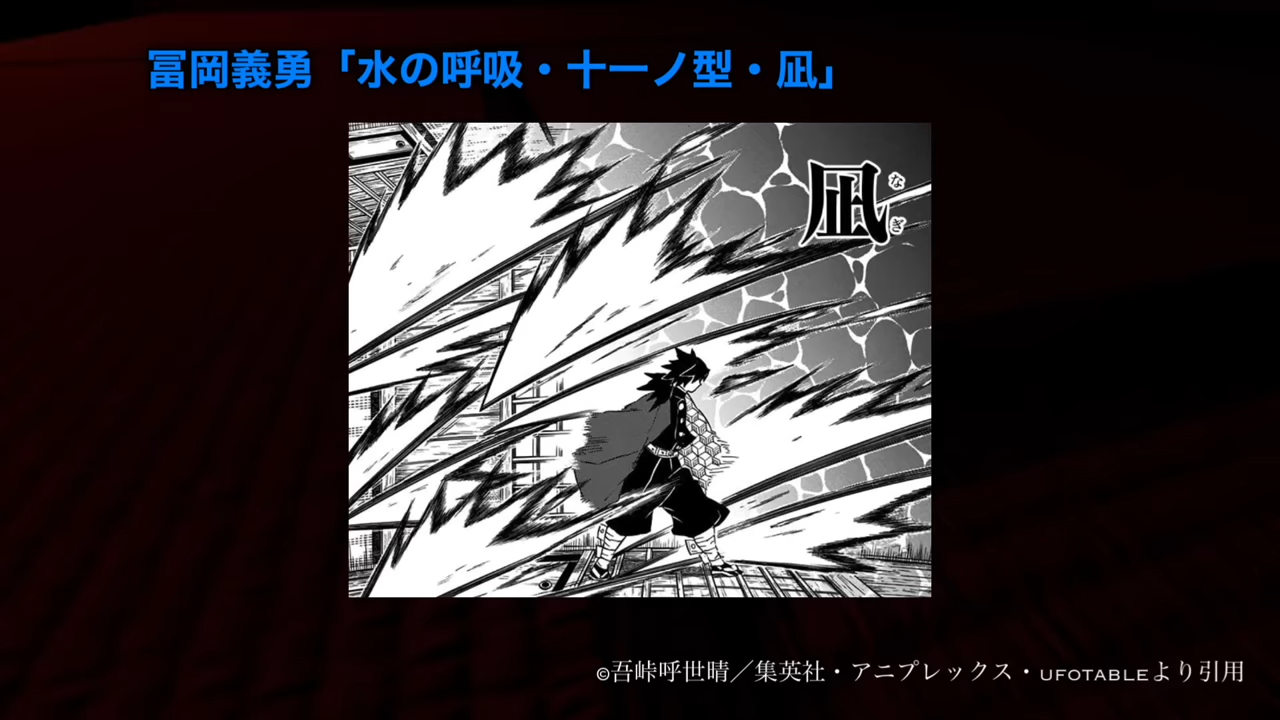 冨岡義勇「水の呼吸・十一ノ型・凪」
凪
なぎ
©吾峠呼世晴／集英社・アニプレックス・UFOTABLEより引用